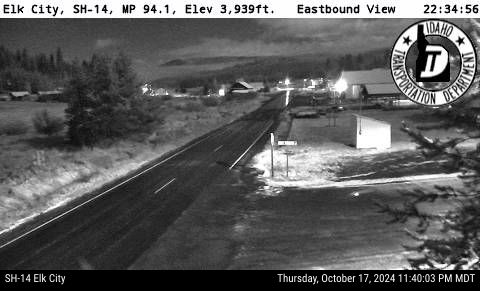 Elk City, SH-14, MP 94.1, Elev 3,939ft. Eastbound View 22:34:56
IDAHO
TRANSPORTATION DEPARTMENT
SH-14 Elk City Thursday, October 17, 2024 11:40:03 PM MDT